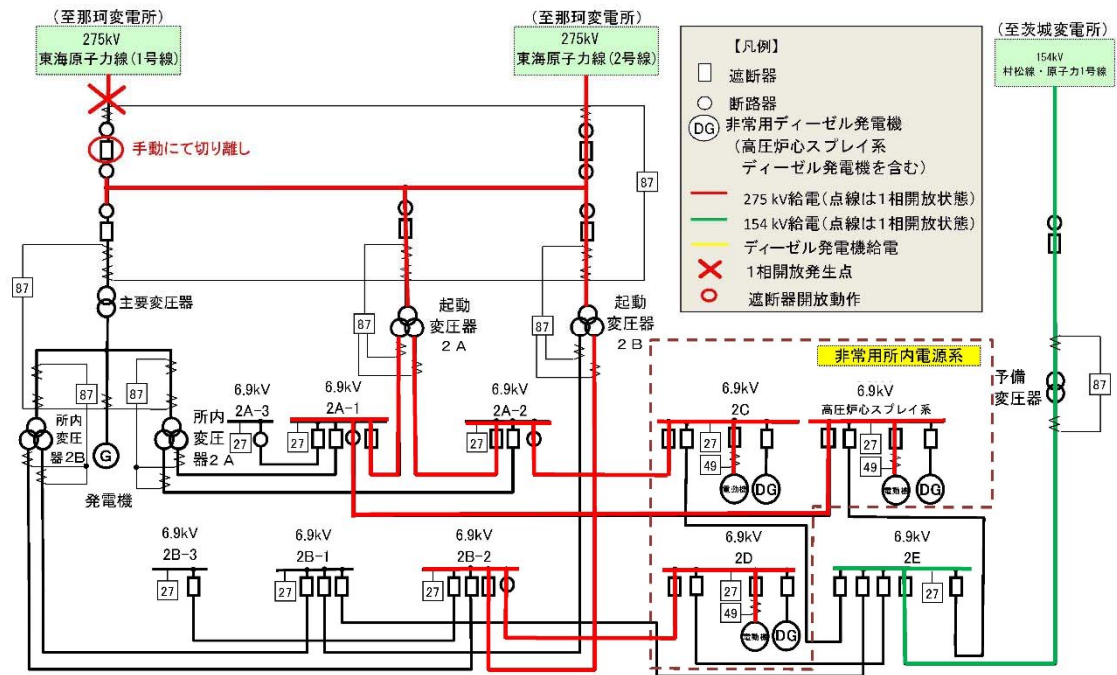 (至那珂変電所)
275kV
東海原子力線(1号線)
(至那珂変電所)
275kV
東海原子力線(2号線)
(至茨城変電所)
154kV
村松線・原子力1号線
【凡例】
遮断器
断路器
DG
非常用ディーゼル発電機
(高圧炉心スプレイ系
ディーゼル発電機を含む)
275 kV給電(点線は1相開放状態)
154 kV給電(点線は1相開放状態)
ディーゼル発電機給電
1相開放発生点
遮断器開放動作
手動にて切り離し
87
87
主要変圧器
87
起動
変圧器
2A
87
起動
変圧器
2B
非常用所内電源系
予備
変圧器
87
87
87
所内
変圧
器2B
G
発電機
所内
変圧
器2A
6.9kV
2A-3
27
6.9kV
2A-1
27
6.9kV
2A-2
27
6.9kV
2C
27
49
電動機
DG
6.9kV
高圧炉心スプレイ系
27
49
電動機
DG
6.9kV
2B-3
27
6.9kV
2B-1
27
6.9kV
2B-2
27
6.9kV
2D
27
49
電動機
DG
6.9kV
2E
27